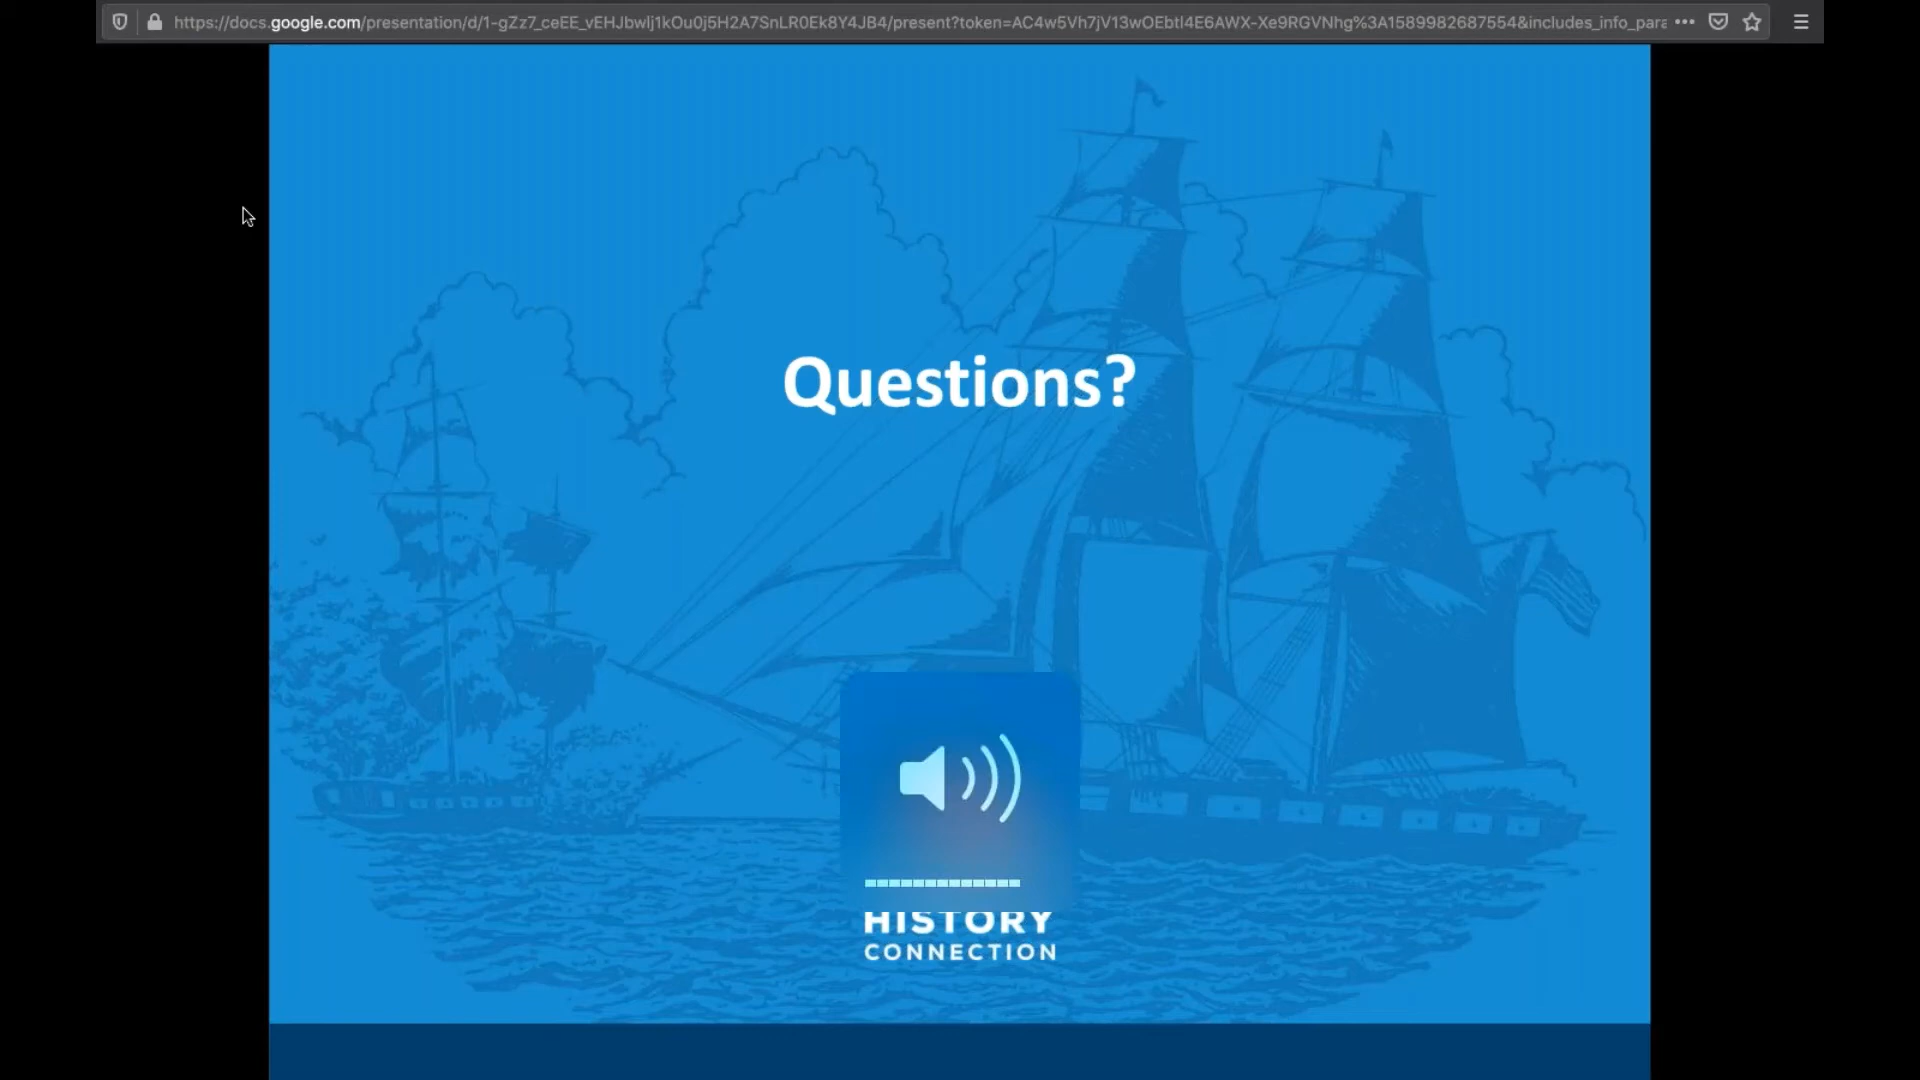 https://docs.google.com/presentation/d/1-gZz7_ceEE_vEHJbwlj1kOu0j5H2A7SnLR0Ek8Y4JB4/present?token=AC4w5Vh7jV13wOEbtl4E6AWX-Xe9RGVNhg%3A1589982687554&includes_info_para
Questions?
HISTORY
CONNECTION